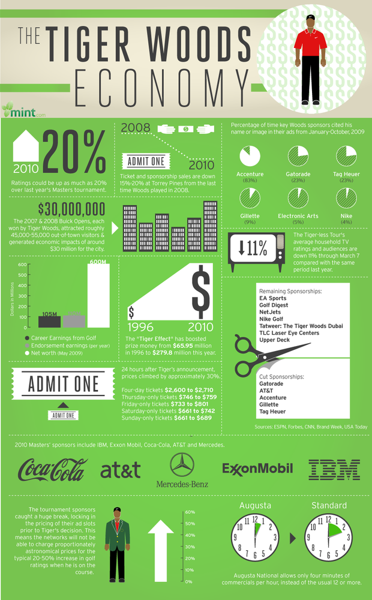 THE TIGER WOODS
ECONOMY
mint.com
2010 20%
Ratings could be up as much as 20%
over last year's Masters tournament.
2008
ADMIT ONE
2010
Ticket and sponsorship sales are down
15%-20% at Torrey Pines from the last
time Woods played in 2008.
Percentage of time key Woods sponsors cited his
name or image in their ads from January-October, 2009
Accenture
(83%)
Gatorade
(23%)
Tag Heuer
(23%)
Gillette
(7%)
Electronic Arts
(5%)
Nike
(4%)
$30,000,000
The 2007 & 2008 Buick Opens, each
won by Tiger Woods, attracted roughly
45,000-55,000 out-of-town visitors &
generated economic impacts of around
$30 million for the city.
11%
The Tiger-less Tour's
average household TV
ratings and audiences are
down 11% through March 7
compared with the same
period last year.
Dollars in Millions
600
500
400
300
200
100
0
105M
600M
Career Earnings from Golf
Endorsement earnings (per year)
Net worth (May 2009)
$
$
1996 2010
The "Tiger Effect" has boosted
prize money from $65.95 million
in 1996 to $279.8 million this year.
Remaining Sponsorships:
EA Sports
Golf Digest
NetJets
Nike Golf
Tatweer: The Tiger Woods Dubai
TLC Laser Eye Centers
Upper Deck
Cut Sponsorships:
Gatorade
AT&T
Accenture
Gillette
Tag Heuer
Sources: ESPN, Forbes, CNN, Brand Week, USA Today
ADMIT ONE
ADMIT ONE
24 hours after Tiger's announcement,
prices climbed by approximately 30%.
Four-day tickets $2,600 to $2,710
Thursday-only tickets $746 to $759
Friday-only tickets $733 to $801
Saturday-only tickets $661 to $742
Sunday-only tickets $661 to $689
2010 Masters' sponsors include IBM, Exxon Mobil, Coca-Cola, AT&T and Mercedes.
Coca-Cola
at&t
Mercedes-Benz
ExxonMobil
IBM
The tournament sponsors
caught a huge break, locking in
the pricing of their ad slots
prior to Tiger's decision. This
means the networks will not be
able to charge proportionately
astronomical prices for the
typical 20-50% increase in golf
ratings when he is on the
course.
60%
50%
40%
30%
20%
10%
0%
Augusta
Standard
Augusta National allows only four minutes of
commercials per hour, instead of the usual 12 or more.